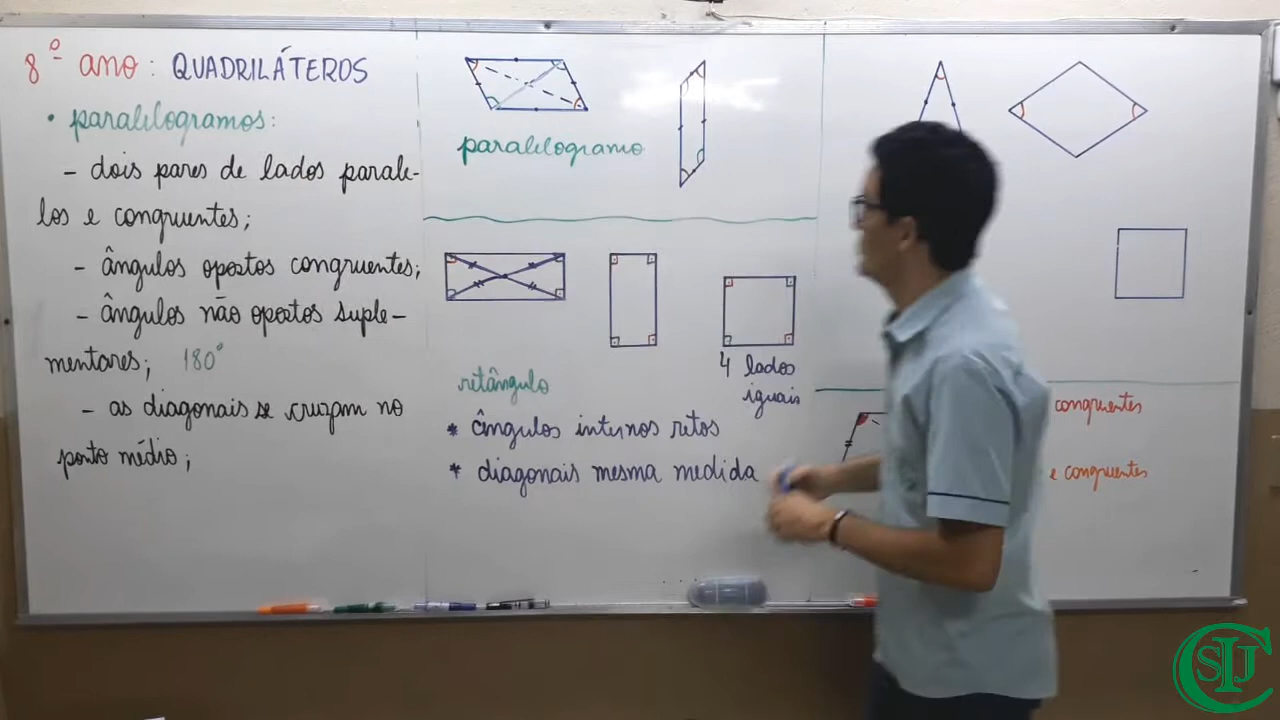 8º ano: QUADRILÁTEROS
• paralelogramos:
- dois pares de lados parale-
los e congruentes;
- ângulos opostos congruentes;
- ângulos não opostos suple-
mentares; 180°
- as diagonais se cruzam no
ponto médio;
paralelogramo
4 lados
iguais
retângulo
* ângulos internos retos
* diagonais mesma medida
congruentes
e congruentes
CSIJ